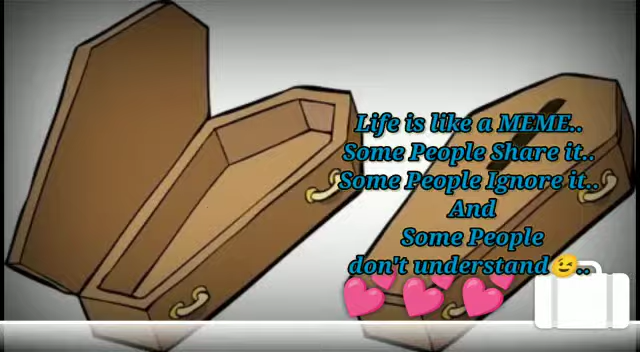 Life is like a MEME..
Some People Share it..
Some People Ignore it..
And
Some People
don't understand😉..